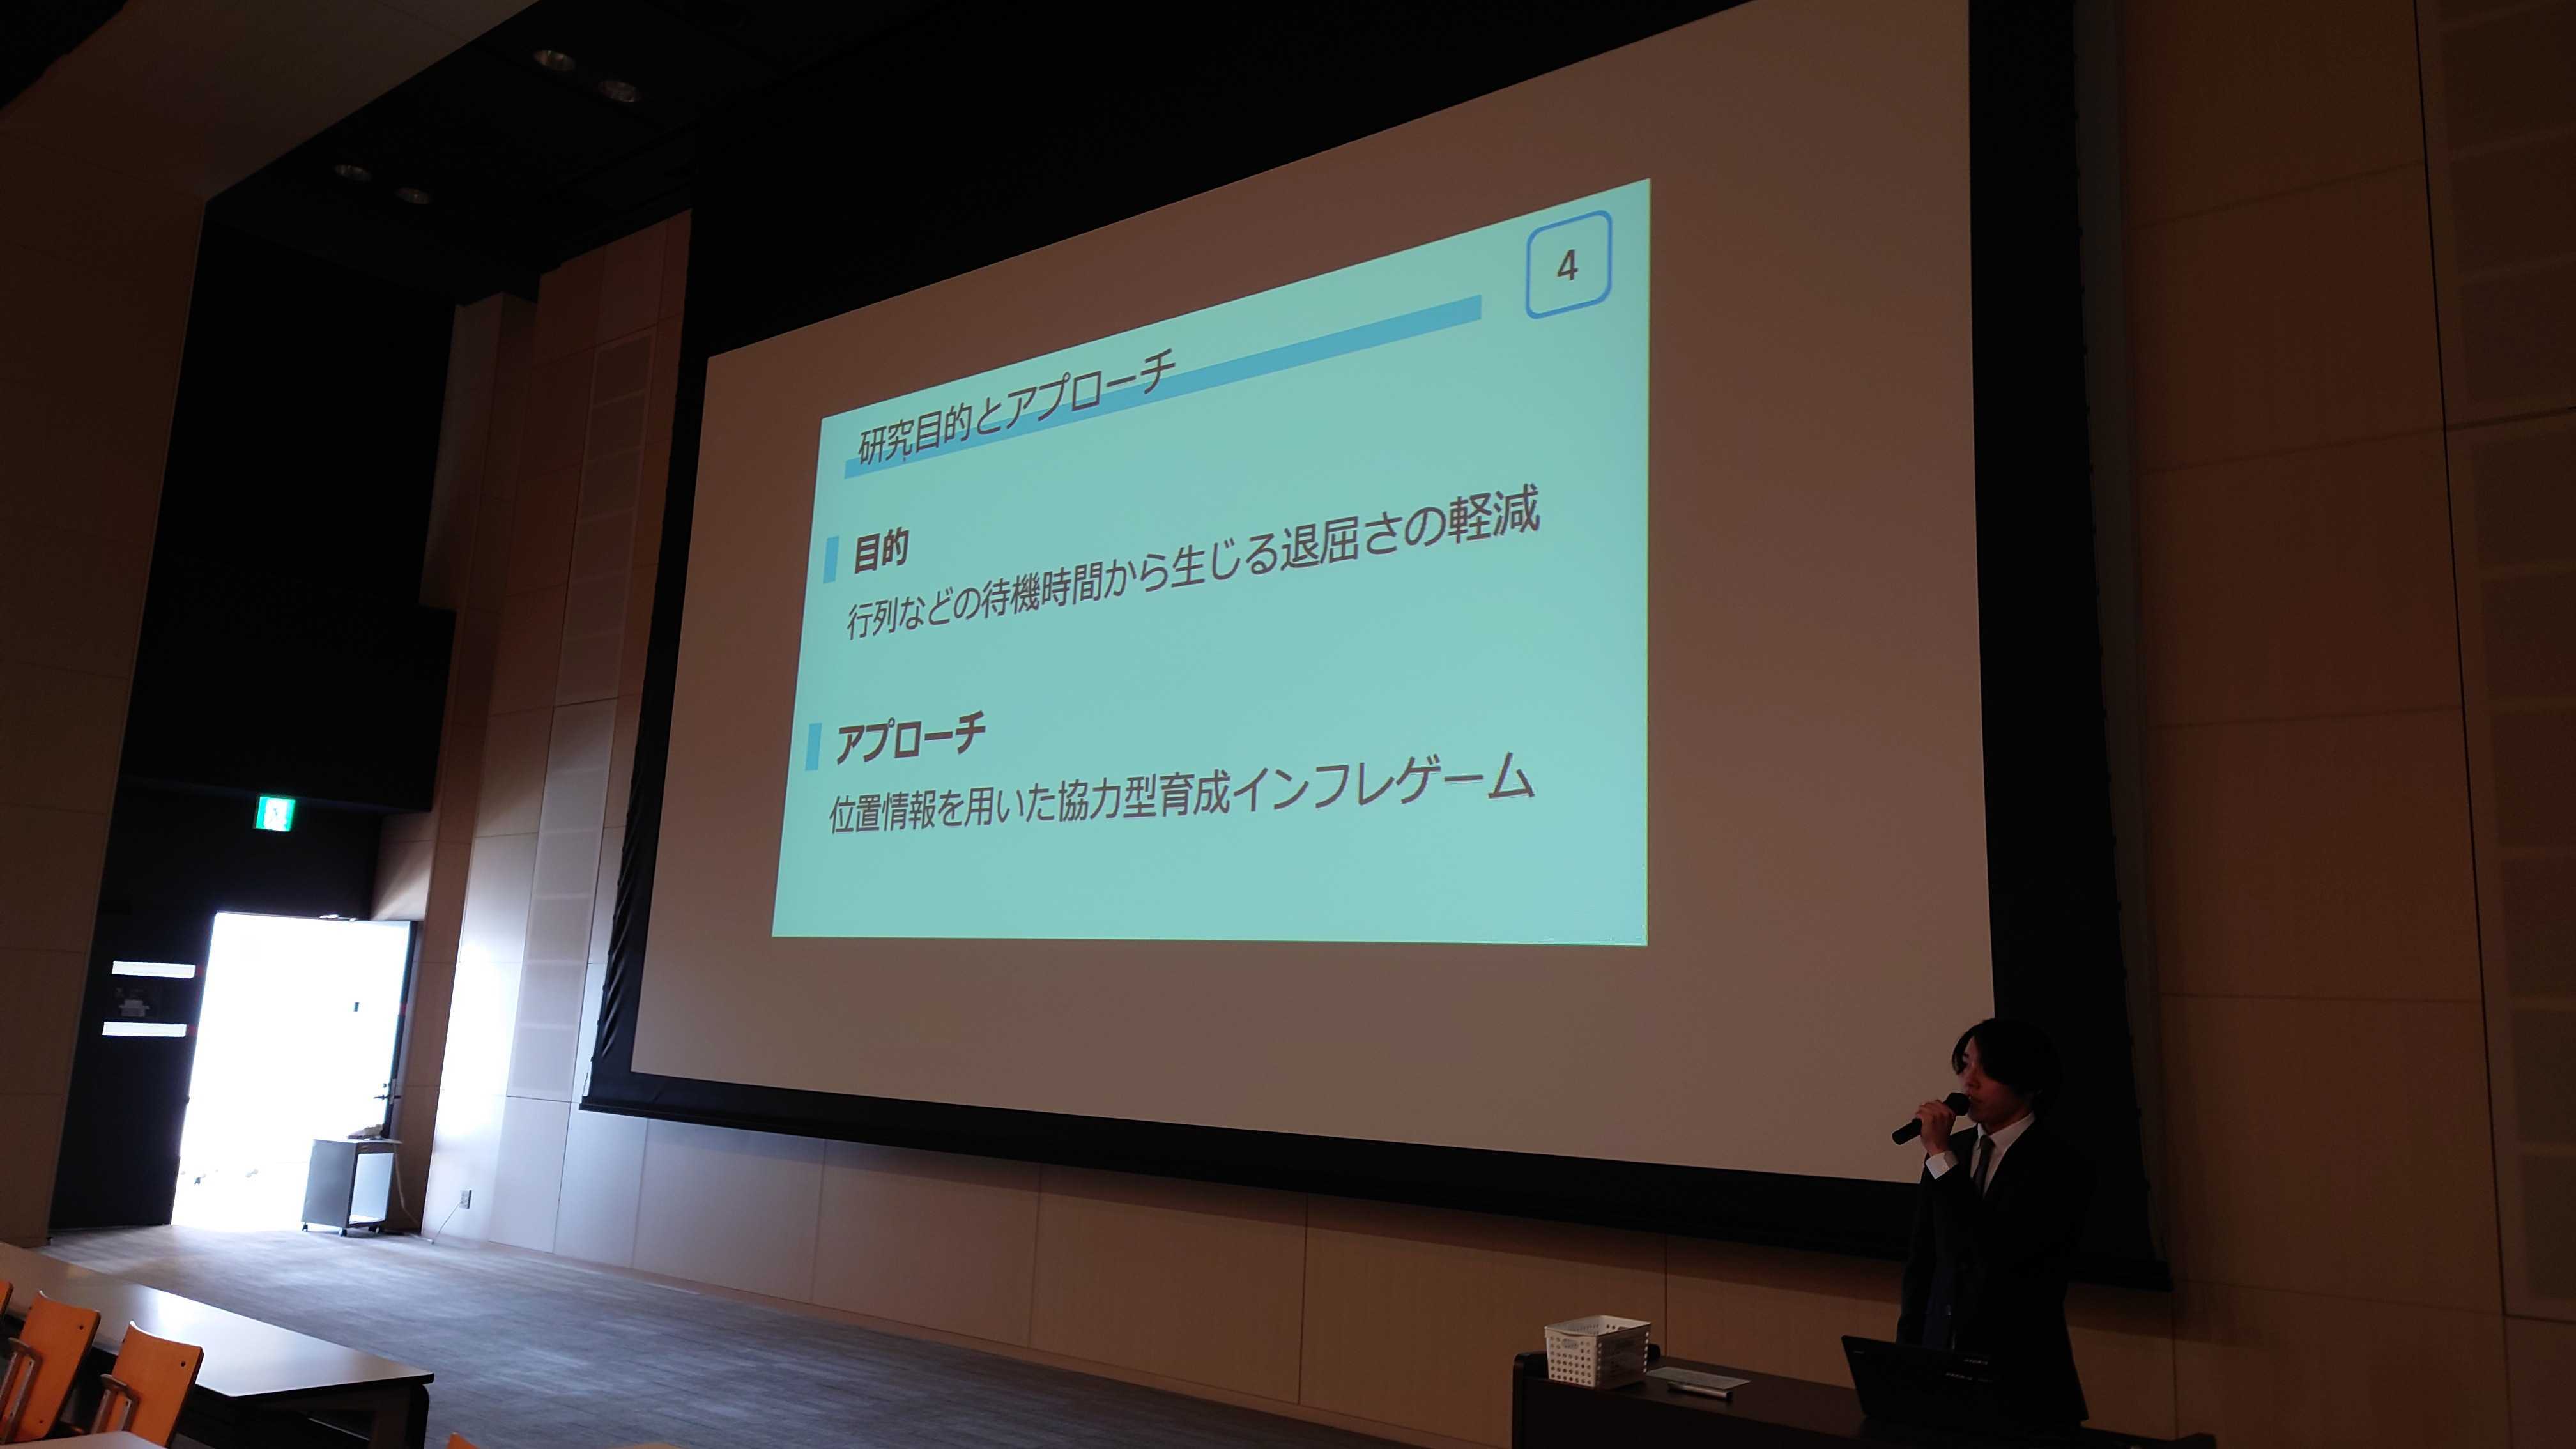 4
研究目的とアプローチ
目的
行列などの待機時間から生じる退屈さの軽減
アプローチ
位置情報を用いた協力型育成インフレゲーム